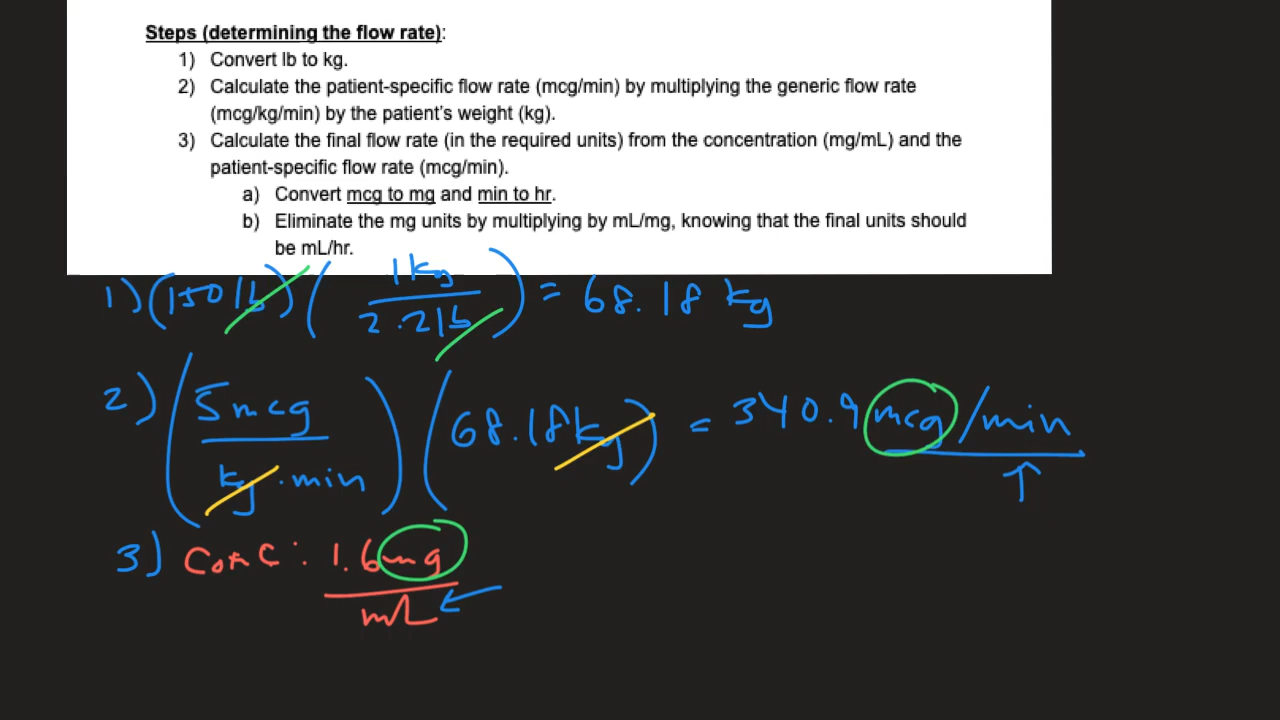 Steps (determining the flow rate):
1) Convert lb to kg.
2) Calculate the patient-specific flow rate (mcg/min) by multiplying the generic flow rate
(mcg/kg/min) by the patient's weight (kg).
3) Calculate the final flow rate (in the required units) from the concentration (mg/mL) and the
patient-specific flow rate (mcg/min).
a) Convert mcg to mg and min to hr.
b) Eliminate the mg units by multiplying by mL/mg, knowing that the final units should
be mL/hr.
1) (150 lb) (1kg / 2.2 lb) = 68.18 kg
2) (5 mcg / kg · min) (68.18 kg) = 340.9 mcg/min
3) Conc: 1.6 mg / mL